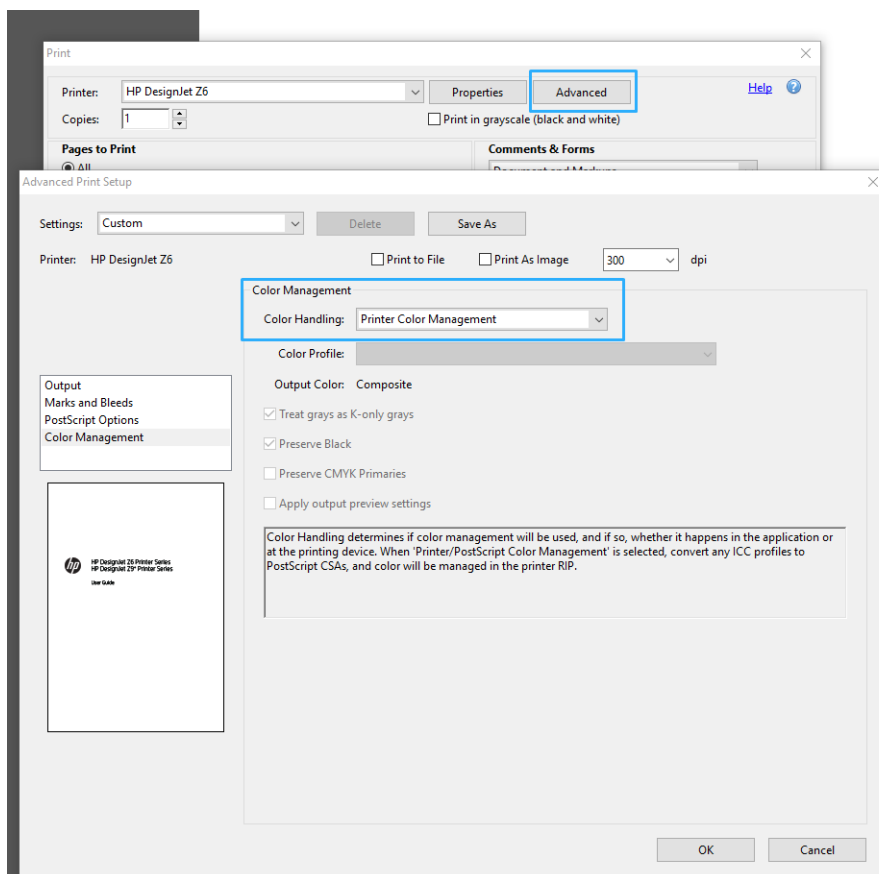 Print
Printer: HP DesignJet Z6 Properties Advanced Help ?
Copies: 1 Print in grayscale (black and white)
Pages to Print Comments & Forms
All Document and Markups
Advanced Print Setup
Settings: Custom Delete Save As
Printer: HP DesignJet Z6 Print to File Print As Image 300 dpi
Color Management
Color Handling: Printer Color Management
Color Profile:
Output Color: Composite
Treat grays as K-only grays
Preserve Black
Preserve CMYK Primaries
Apply output preview settings
Output
Marks and Bleeds
PostScript Options
Color Management
Color Handling determines if color management will be used, and if so, whether it happens in the application or
at the printing device. When 'Printer/PostScript Color Management' is selected, convert any ICC profiles to
PostScript CSAs, and color will be managed in the printer RIP.
hp
HP DesignJet Z6 Printer Series
HP DesignJet Z9⁺ Printer Series
User Guide
OK Cancel